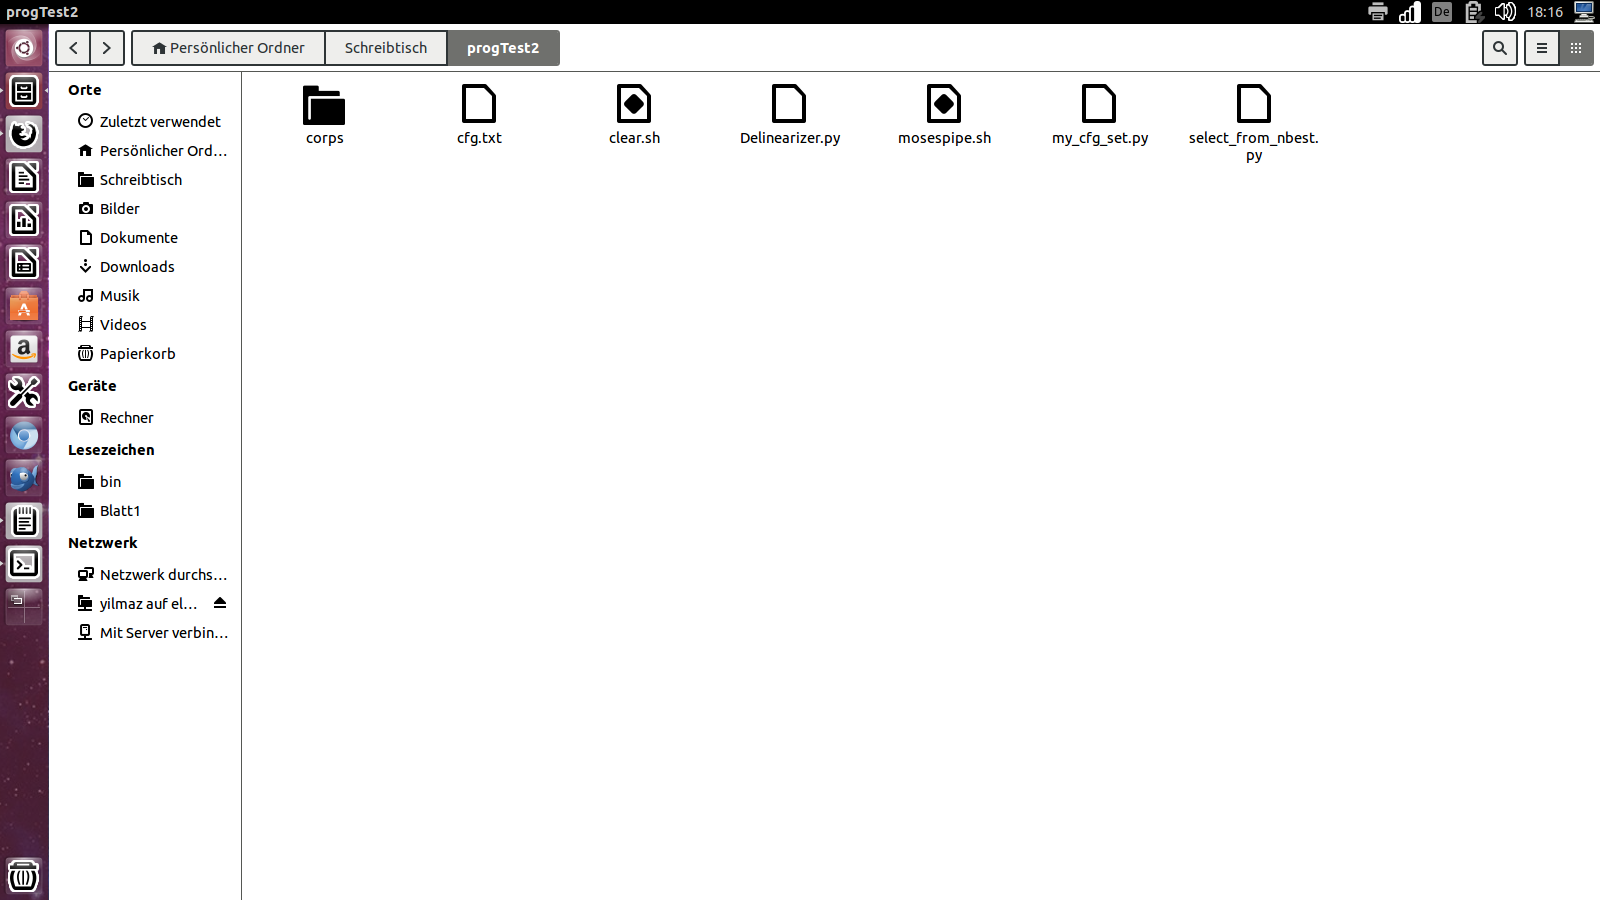 progTest2
De
18:16
Persönlicher Ordner
Schreibtisch
progTest2
Orte
Zuletzt verwendet
Persönlicher Ord...
Schreibtisch
Bilder
Dokumente
Downloads
Musik
Videos
Papierkorb
Geräte
Rechner
Lesezeichen
bin
Blatt1
Netzwerk
Netzwerk durchs...
yilmaz auf el...
Mit Server verbin...
corps
cfg.txt
clear.sh
Delinearizer.py
mosespipe.sh
my_cfg_set.py
select_from_nbest.
py